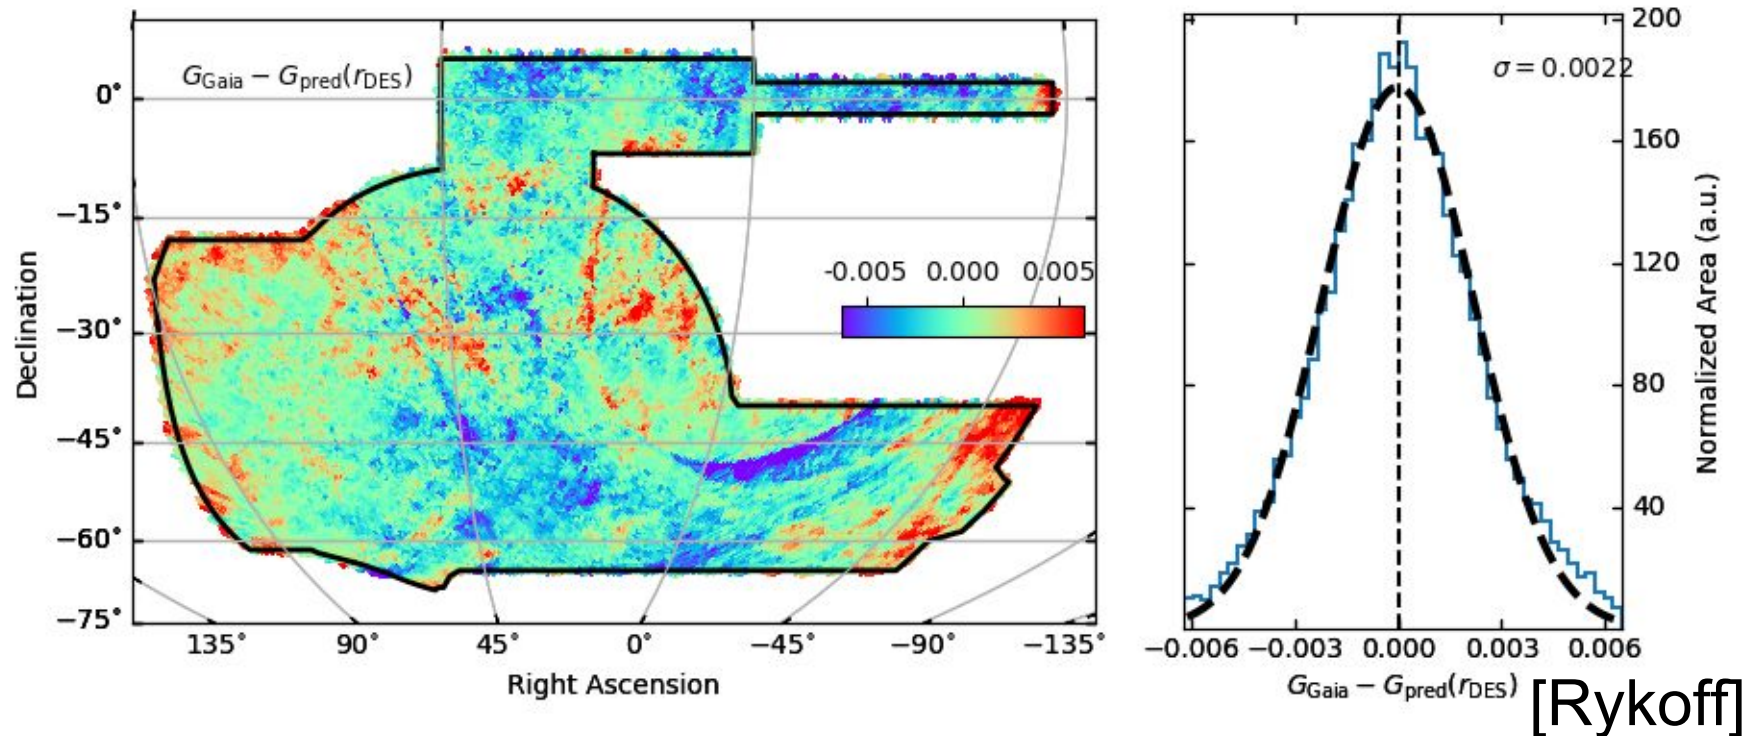 G_Gaia − G_pred(r_DES)
0°
−15°
−30°
−45°
−60°
−75°
Declination
-0.005 0.000 0.005
135° 90° 45° 0° −45° −90° −135°
Right Ascension
σ = 0.0022
200
160
120
80
40
Normalized Area (a.u.)
−0.006 −0.003 0.000 0.003 0.006
G_Gaia − G_pred(r_DES)
[Rykoff]